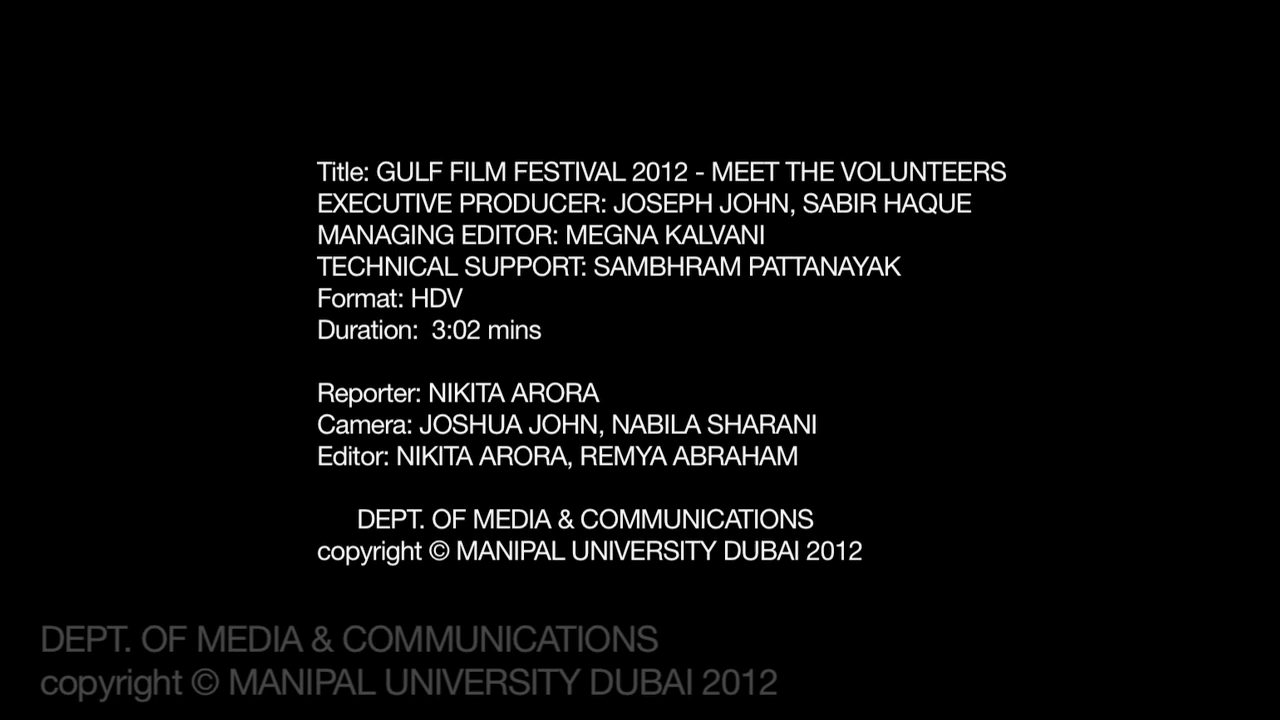 Title: GULF FILM FESTIVAL 2012 - MEET THE VOLUNTEERS
EXECUTIVE PRODUCER: JOSEPH JOHN, SABIR HAQUE
MANAGING EDITOR: MEGNA KALVANI
TECHNICAL SUPPORT: SAMBHRAM PATTANAYAK
Format: HDV
Duration:  3:02 mins
Reporter: NIKITA ARORA
Camera: JOSHUA JOHN, NABILA SHARANI
Editor: NIKITA ARORA, REMYA ABRAHAM
DEPT. OF MEDIA & COMMUNICATIONS
copyright © MANIPAL UNIVERSITY DUBAI 2012
DEPT. OF MEDIA & COMMUNICATIONS
copyright © MANIPAL UNIVERSITY DUBAI 2012